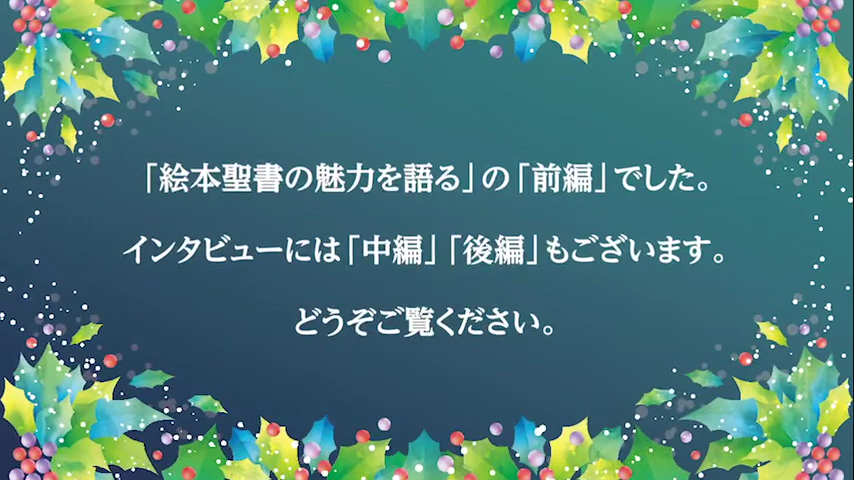 「絵本聖書の魅力を語る」の「前編」でした。
インタビューには「中編」「後編」もございます。
どうぞご覧ください。